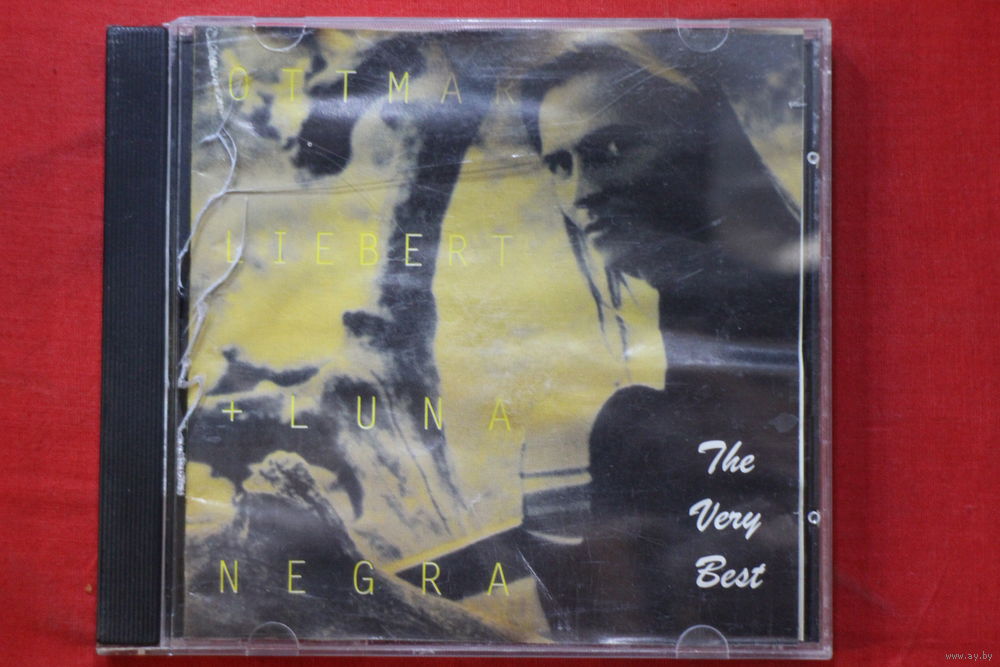 OTTMAR
LIEBERT
+ LUNA
NEGRA
The
Very
Best
www.ay.by